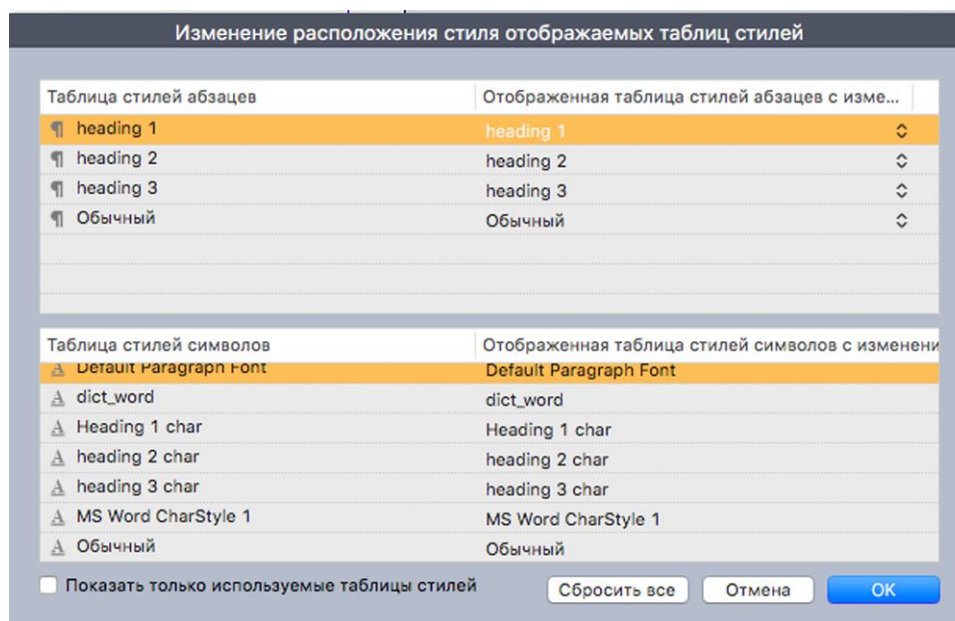 Изменение расположения стиля отображаемых таблиц стилей
Таблица стилей абзацев Отображенная таблица стилей абзацев с изме...
¶ heading 1 heading 1
¶ heading 2 heading 2
¶ heading 3 heading 3
¶ Обычный Обычный
Таблица стилей символов Отображенная таблица стилей символов с изменени
A Default Paragraph Font Default Paragraph Font
A dict_word dict_word
A Heading 1 char Heading 1 char
A heading 2 char heading 2 char
A heading 3 char heading 3 char
A MS Word CharStyle 1 MS Word CharStyle 1
A Обычный Обычный
Показать только используемые таблицы стилей Сбросить все Отмена OK